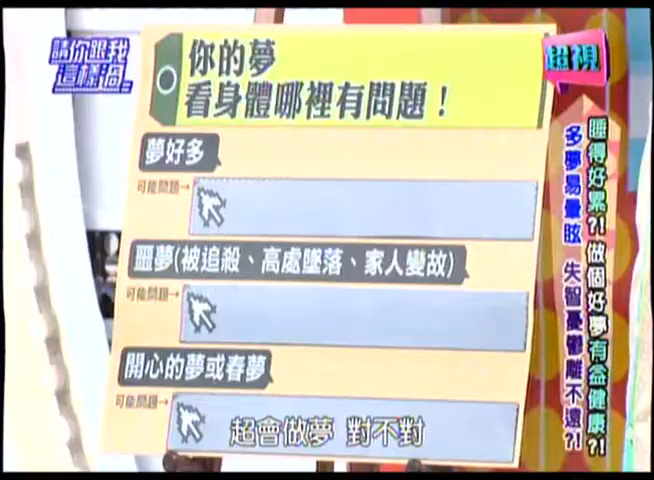 請你跟我
這樣過
超視
你的夢
看身體哪裡有問題！
夢好多
可能問題→
噩夢(被追殺、高處墜落、家人變故)
可能問題→
開心的夢或春夢
可能問題→
睡得好累?!做個好夢有益健康?!
多夢易暈眩 失智憂鬱離不遠?!
超會做夢 對不對